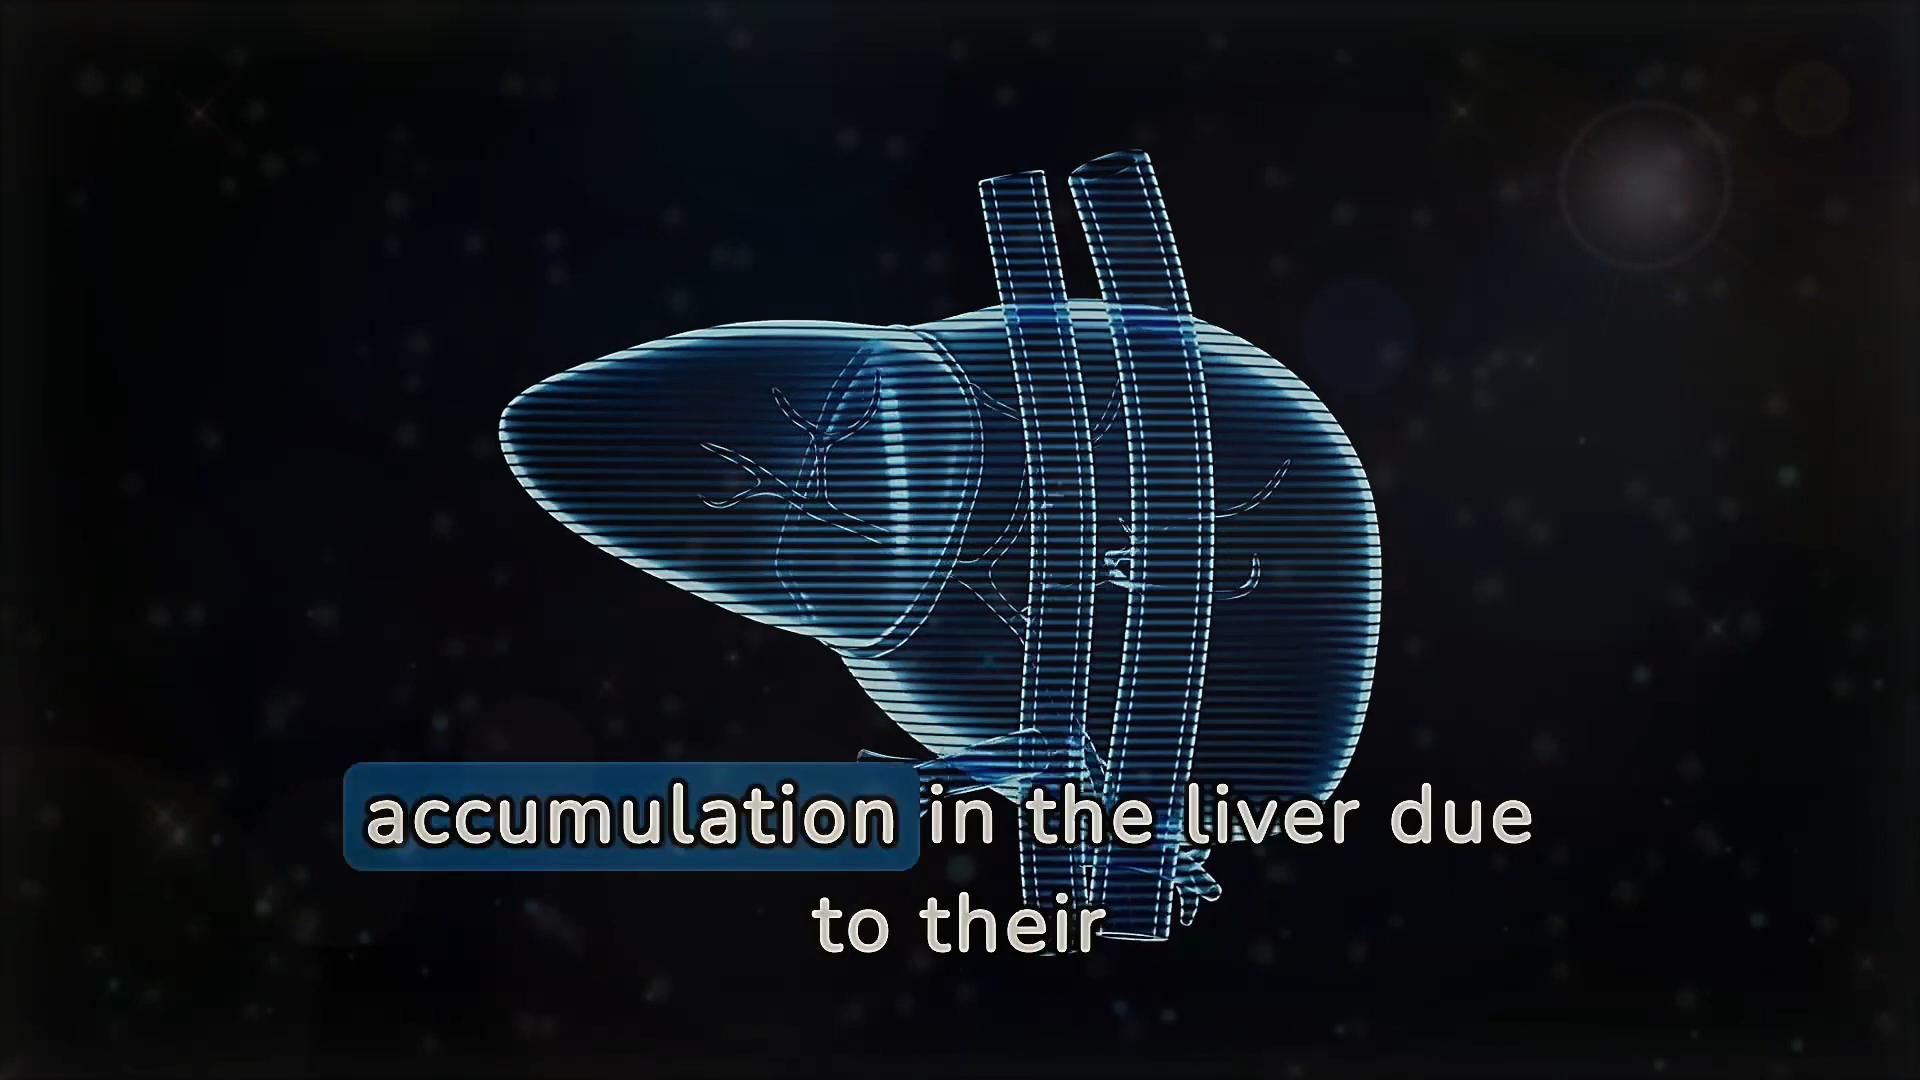 accumulation in the liver due
to their